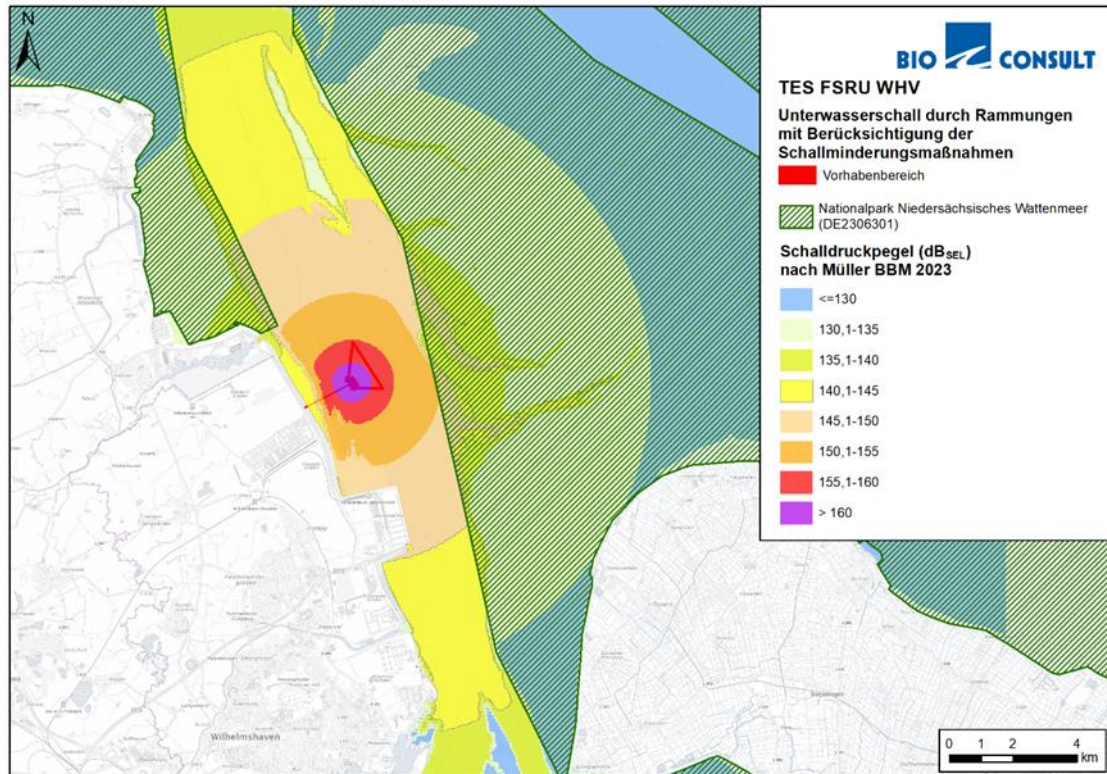 N
BIO CONSULT
TES FSRU WHV
Unterwasserschall durch Rammungen
mit Berücksichtigung der
Schallminderungsmaßnahmen
Vorhabenbereich
Nationalpark Niedersächsisches Wattenmeer
(DE2306301)
Schalldruckpegel (dBSEL)
nach Müller BBM 2023
<=130
130,1-135
135,1-140
140,1-145
145,1-150
150,1-155
155,1-160
> 160
Wilhelmshaven
0 1 2 4
km